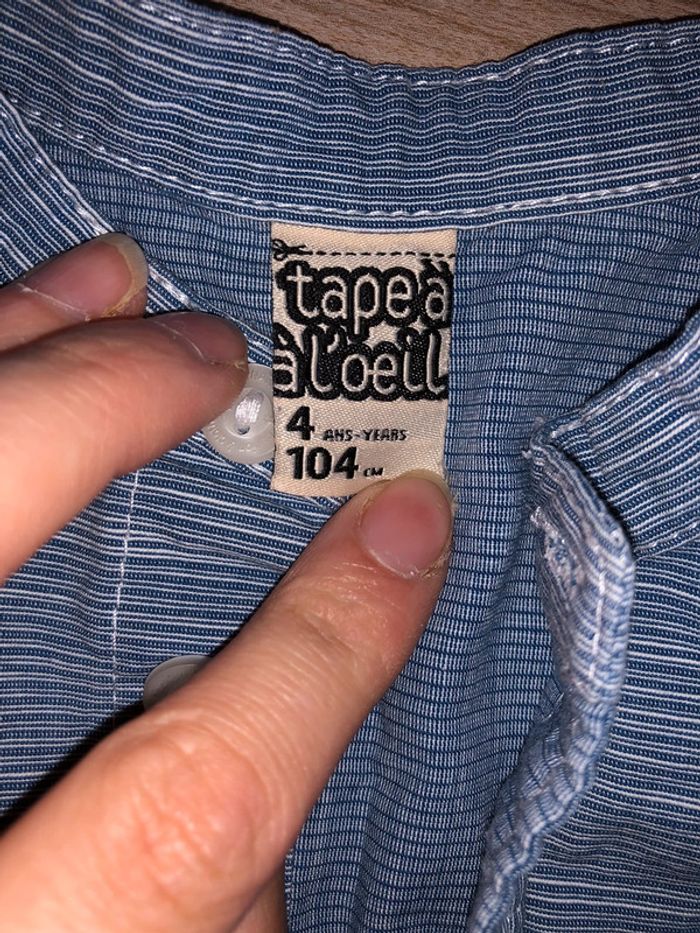 tape à
à l'oeil
4 ANS-YEARS
104 CM